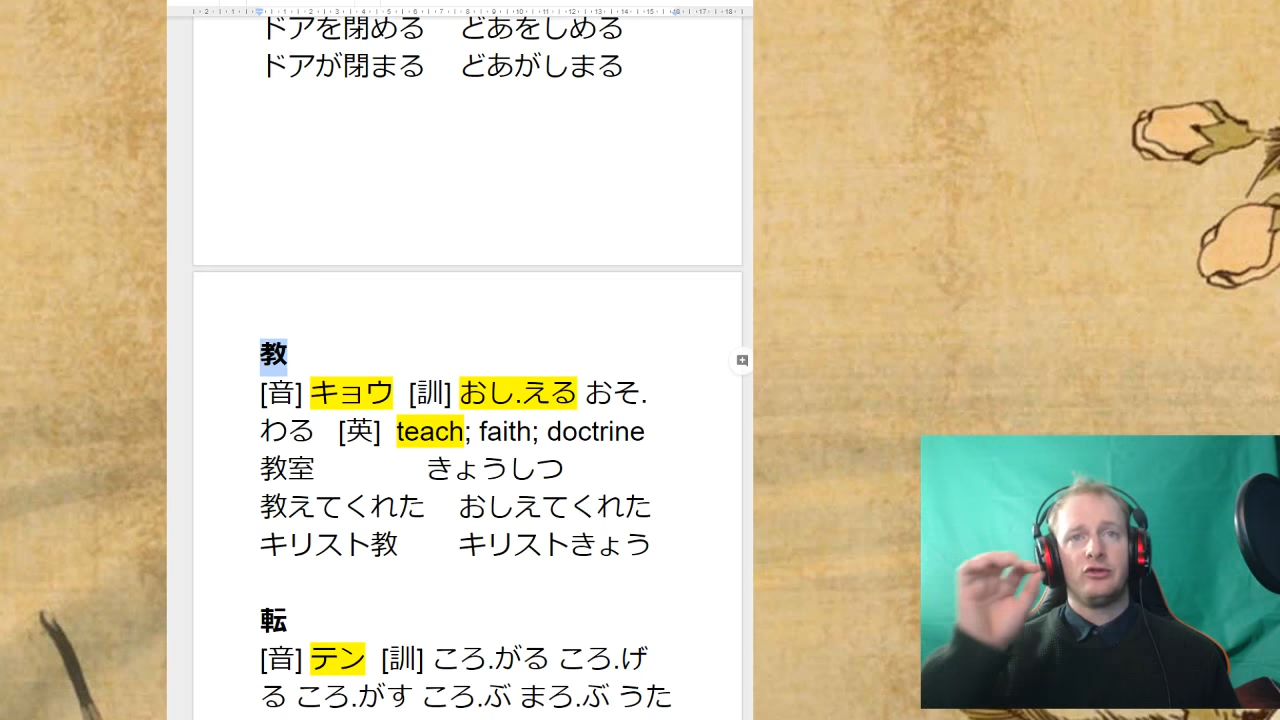 ドアを閉める どあをしめる
ドアが閉まる どあがしまる
教
[音] キョウ [訓] おし.える おそ.
わる [英] teach; faith; doctrine
教室 きょうしつ
教えてくれた おしえてくれた
キリスト教 キリストきょう
転
[音] テン [訓] ころ.がる ころ.げ
る ころ.がす ころ.ぶ まろ.ぶ うた